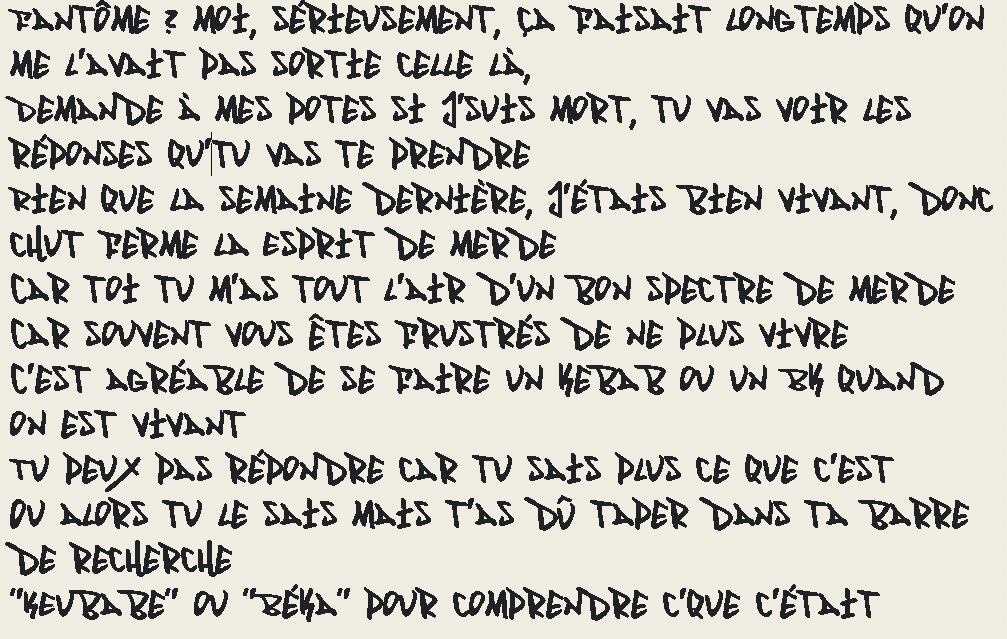 FANTÔME ? MOI, SÉRIEUSEMENT, ÇA FAISAIT LONGTEMPS QU'ON
ME L'AVAIT PAS SORTIE CELLE LÀ,
DEMANDE À MES POTES SI J'SUIS MORT, TU VAS VOIR LES
RÉPONSES QU'TU VAS TE PRENDRE
RIEN QUE LA SEMAINE DERNIÈRE, J'ÉTAIS BIEN VIVANT, DONC
CHUT FERME LA ESPRIT DE MERDE
CAR TOI TU M'AS TOUT L'AIR D'UN BON SPECTRE DE MERDE
CAR SOUVENT VOUS ÊTES FRUSTRÉS DE NE PLUS VIVRE
C'EST AGRÉABLE DE SE FAIRE UN KEBAB OU UN BK QUAND
ON EST VIVANT
TU PEUX PAS RÉPONDRE CAR TU SAIS PLUS CE QUE C'EST
OU ALORS TU LE SAIS MAIS T'AS DÛ TAPER DANS TA BARRE
DE RECHERCHE
"KEUBABE" OU "BÉKA" POUR COMPRENDRE C'QUE C'ÉTAIT